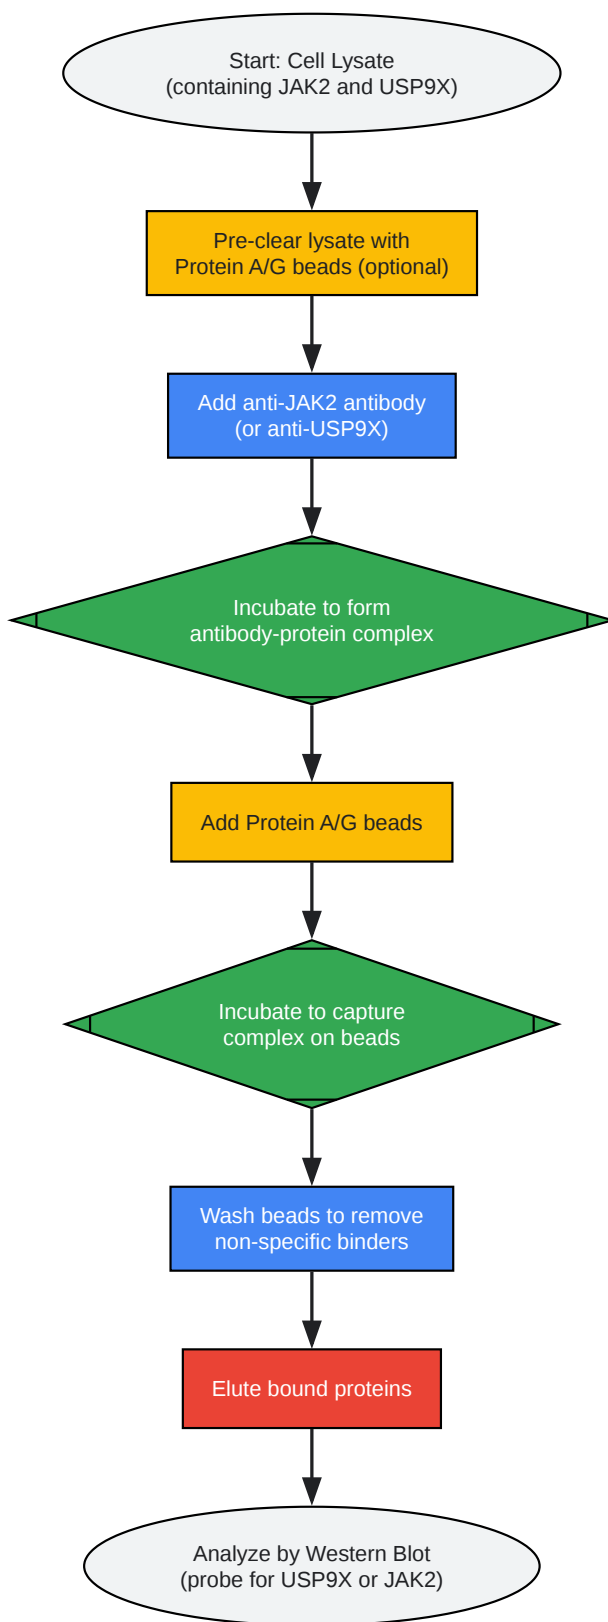 Start: Cell Lysate
(containing JAK2 and USP9X)
Pre-clear lysate with
Protein A/G beads (optional)
Add anti-JAK2 antibody
(or anti-USP9X)
Incubate to form
antibody-protein complex
Add Protein A/G beads
Incubate to capture
complex on beads
Wash beads to remove
non-specific binders
Elute bound proteins
Analyze by Western Blot
(probe for USP9X or JAK2)